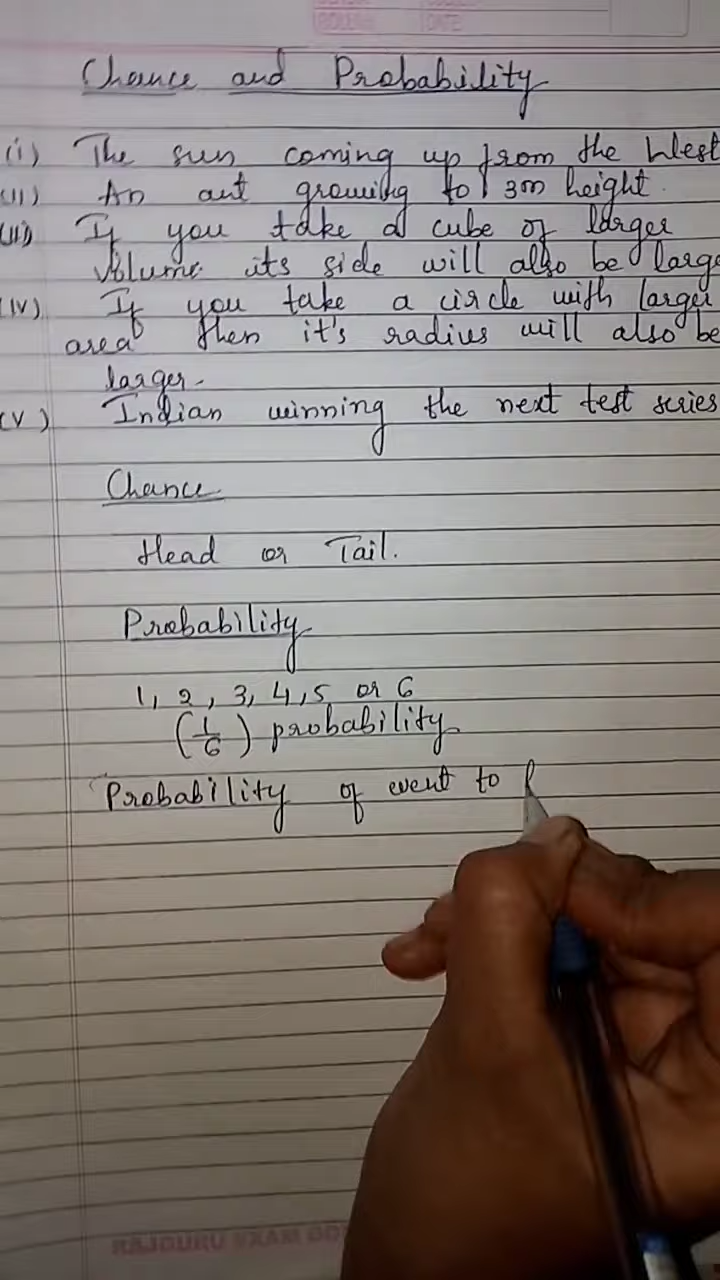 DATE
Chance and Probability
(i) The sun coming up from the West
(ii) An ant growing to 3m height.
(iii) If you take a cube of larger
volume its side will also be large
(iv) If you take a circle with larger
area then it's radius will also be
larger.
(v) Indian winning the next test series
Chance
Head or Tail.
Probability
1, 2, 3, 4, 5 or 6
(1/6) probability
Probability of event to
RAJGURU EXAM